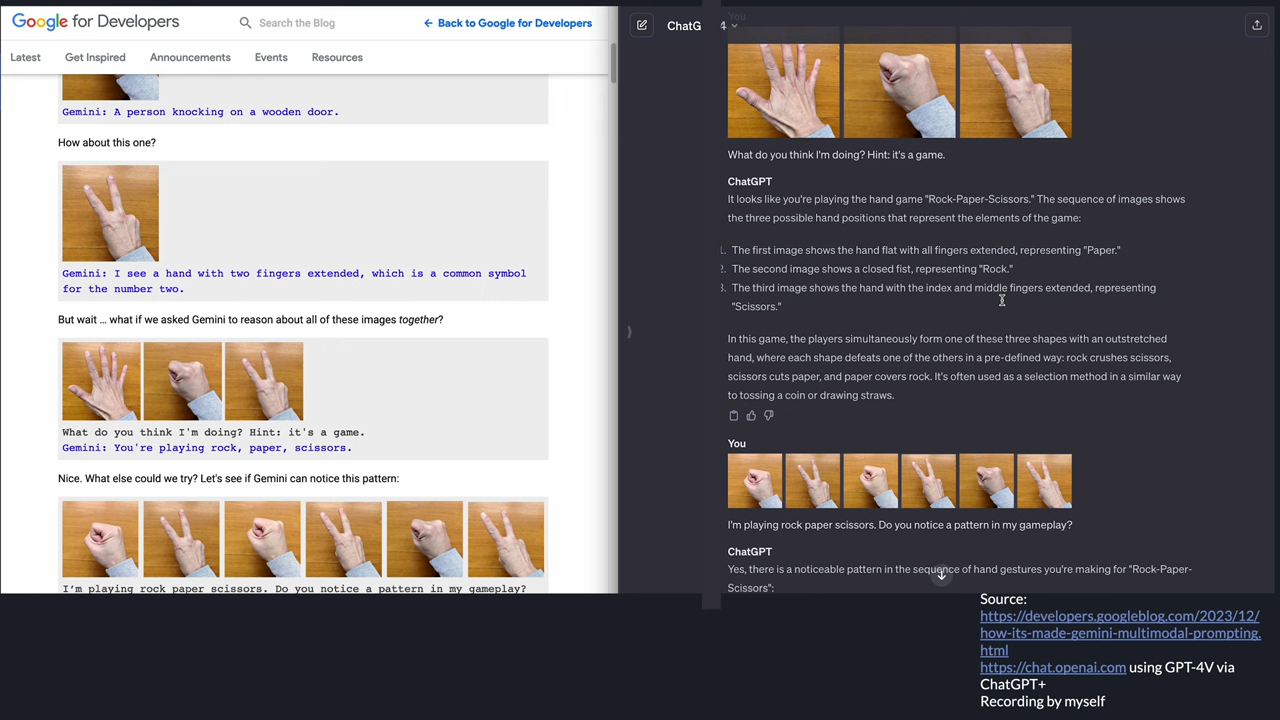 Google for Developers
Search the Blog
← Back to Google for Developers
Latest
Get Inspired
Announcements
Events
Resources
Gemini: A person knocking on a wooden door.
How about this one?
Gemini: I see a hand with two fingers extended, which is a common symbol
for the number two.
But wait … what if we asked Gemini to reason about all of these images together?
What do you think I'm doing? Hint: it's a game.
Gemini: You're playing rock, paper, scissors.
Nice. What else could we try? Let's see if Gemini can notice this pattern:
I'm playing rock paper scissors. Do you notice a pattern in my gameplay?
ChatG 4
You
What do you think I'm doing? Hint: it's a game.
ChatGPT
It looks like you're playing the hand game "Rock-Paper-Scissors." The sequence of images shows
the three possible hand positions that represent the elements of the game:
1. The first image shows the hand flat with all fingers extended, representing "Paper."
2. The second image shows a closed fist, representing "Rock."
3. The third image shows the hand with the index and middle fingers extended, representing
"Scissors."
In this game, the players simultaneously form one of these three shapes with an outstretched
hand, where each shape defeats one of the others in a pre-defined way: rock crushes scissors,
scissors cuts paper, and paper covers rock. It's often used as a selection method in a similar way
to tossing a coin or drawing straws.
You
I'm playing rock paper scissors. Do you notice a pattern in my gameplay?
ChatGPT
Yes, there is a noticeable pattern in the sequence of hand gestures you're making for "Rock-Paper-
Scissors":
Source:
https://developers.googleblog.com/2023/12/
how-its-made-gemini-multimodal-prompting.
html
https://chat.openai.com using GPT-4V via
ChatGPT+
Recording by myself